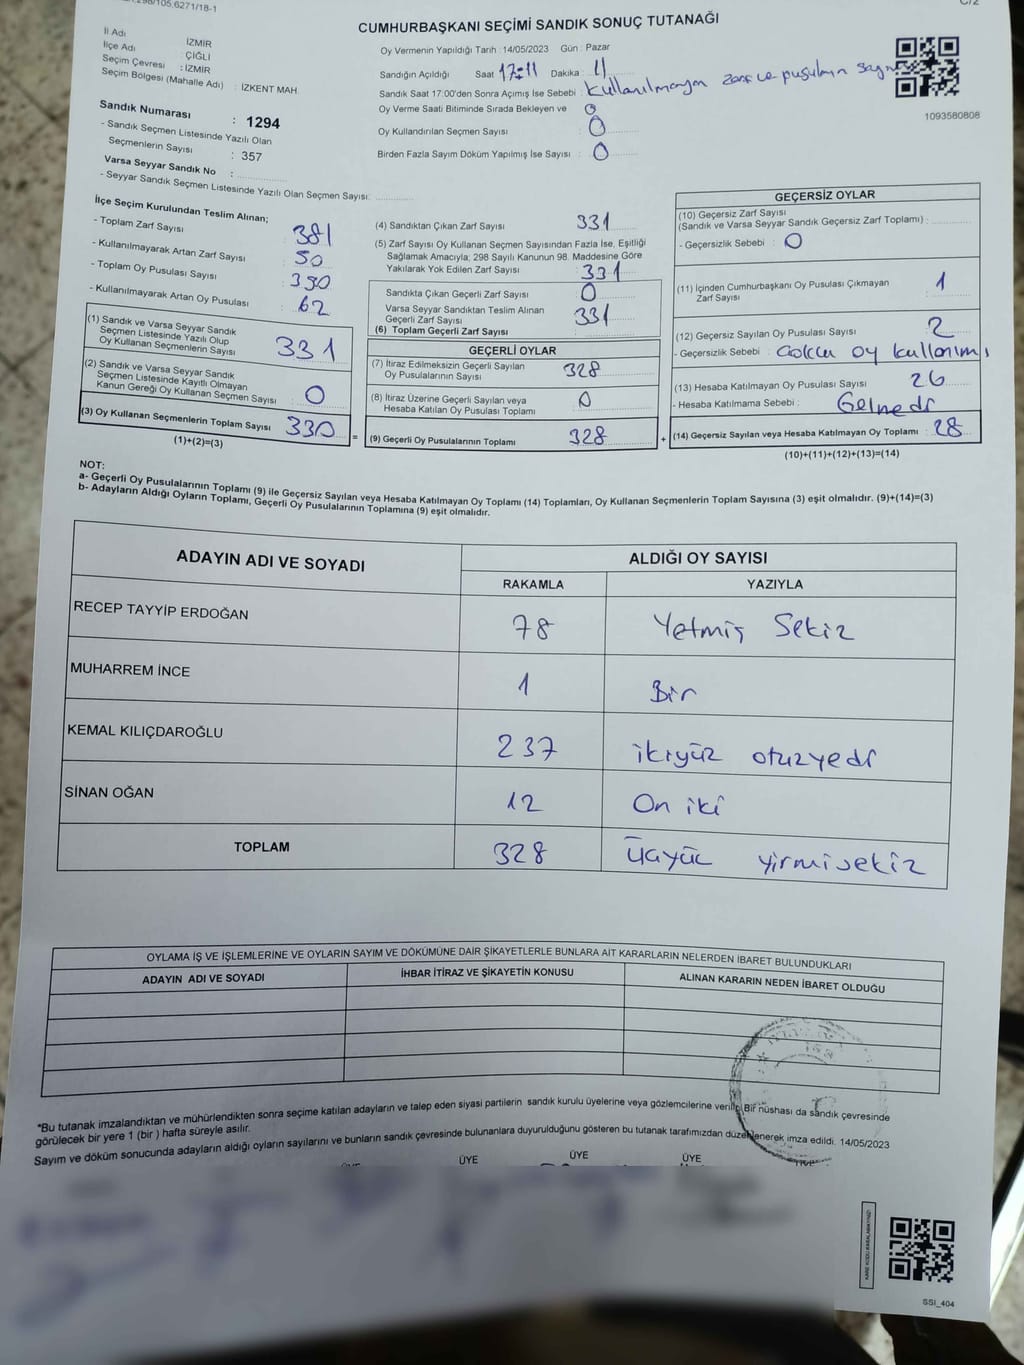 CUMHURBAŞKANI SEÇİMİ SANDIK SONUÇ TUTANAĞI
İl Adı : İZMİR
İlçe Adı : ÇİĞLİ
Seçim Çevresi : İZMİR
Seçim Bölgesi (Mahalle Adı) : İZKENT MAH.
Oy Vermenin Yapıldığı Tarih : 14/05/2023 Gün : Pazar
Sandığın Açıldığı Saat 17:11 Dakika : 11
Sandık Saat 17:00'den Sonra Açımış İse Sebebi : Kullanılmayan zarf ve pusulanın sayımı
Oy Verme Saati Bitiminde Sırada Bekleyen ve 0
Oy Kullandırılan Seçmen Sayısı : 0
Birden Fazla Sayım Döküm Yapılmış İse Sayısı : 0
1093580808
Sandık Numarası : 1294
- Sandık Seçmen Listesinde Yazılı Olan
Seçmenlerin Sayısı : 357
Varsa Seyyar Sandık No :
- Seyyar Sandık Seçmen Listesinde Yazılı Olan Seçmen Sayısı:
İlçe Seçim Kurulundan Teslim Alınan;
- Toplam Zarf Sayısı : 381
- Kullanılmayarak Artan Zarf Sayısı : 50
- Toplam Oy Pusulası Sayısı : 390
- Kullanılmayarak Artan Oy Pusulası : 62
(1) Sandık ve Varsa Seyyar Sandık
Seçmen Listesinde Yazılı Olup
Oy Kullanan Seçmenlerin Sayısı : 331
(2) Sandık ve Varsa Seyyar Sandık
Seçmen Listesinde Kayıtlı Olmayan
Kanun Gereği Oy Kullanan Seçmen Sayısı : 0
(3) Oy Kullanan Seçmenlerin Toplam Sayısı : 330 =
(1)+(2)=(3)
(4) Sandıktan Çıkan Zarf Sayısı : 331
(5) Zarf Sayısı Oy Kullanan Seçmen Sayısından Fazla İse, Eşitliği
Sağlamak Amacıyla; 298 Sayılı Kanunun 98. Maddesine Göre
Yakılarak Yok Edilen Zarf Sayısı : 331
Sandıkta Çıkan Geçerli Zarf Sayısı : 0
Varsa Seyyar Sandıktan Teslim Alınan
Geçerli Zarf Sayısı : 331
(6) Toplam Geçerli Zarf Sayısı :
GEÇERLİ OYLAR
(7) İtiraz Edilmeksizin Geçerli Sayılan
Oy Pusulalarının Sayısı : 328
(8) İtiraz Üzerine Geçerli Sayılan veya
Hesaba Katılan Oy Pusulası Toplamı : 0
(9) Geçerli Oy Pusulalarının Toplamı : 328 +
GEÇERSİZ OYLAR
(10) Geçersiz Zarf Sayısı
(Sandık ve Varsa Seyyar Sandık Geçersiz Zarf Toplamı) :
- Geçersizlik Sebebi : 0
(11) İçinden Cumhurbaşkanı Oy Pusulası Çıkmayan
Zarf Sayısı : 1
(12) Geçersiz Sayılan Oy Pusulası Sayısı : 2
- Geçersizlik Sebebi : Çoklu oy kullanımı
(13) Hesaba Katılmayan Oy Pusulası Sayısı : 26
- Hesaba Katılmama Sebebi : Gelmedi
(14) Geçersiz Sayılan veya Hesaba Katılmayan Oy Toplamı : 28
(10)+(11)+(12)+(13)=(14)
NOT:
a- Geçerli Oy Pusulalarının Toplamı (9) ile Geçersiz Sayılan veya Hesaba Katılmayan Oy Toplamı (14) Toplamları, Oy Kullanan Seçmenlerin Toplam Sayısına (3) eşit olmalıdır. (9)+(14)=(3)
b- Adayların Aldığı Oyların Toplamı, Geçerli Oy Pusulalarının Toplamına (9) eşit olmalıdır.
ADAYIN ADI VE SOYADI ALDIĞI OY SAYISI
RAKAMLA YAZIYLA
RECEP TAYYİP ERDOĞAN 78 Yetmiş Sekiz
MUHARREM İNCE 1 Bir
KEMAL KILIÇDAROĞLU 237 ikiyüz otuzyedi
SİNAN OĞAN 12 On iki
TOPLAM 328 Üçyüz yirmisekiz
OYLAMA İŞ VE İŞLEMLERİNE VE OYLARIN SAYIM VE DÖKÜMÜNE DAİR ŞİKAYETLERLE BUNLARA AİT KARARLARIN NELERDEN İBARET BULUNDUKLARI
ADAYIN ADI VE SOYADI İHBAR İTİRAZ VE ŞİKAYETİN KONUSU ALINAN KARARIN NEDEN İBARET OLDUĞU
*Bu tutanak imzalandıktan ve mühürlendikten sonra seçime katılan adayların ve talep eden siyasi partilerin sandık kurulu üyelerine veya gözlemcilerine verilip Bir nüshası da sandık çevresinde
görülecek bir yere 1 (bir ) hafta süreyle asılır.
Sayım ve döküm sonucunda adayların aldığı oyların sayılarını ve bunların sandık çevresinde bulunanlara duyurulduğunu gösteren bu tutanak tarafımızdan düzenlenerek imza edildi. 14/05/2023
ÜYE ÜYE ÜYE
SSI_404